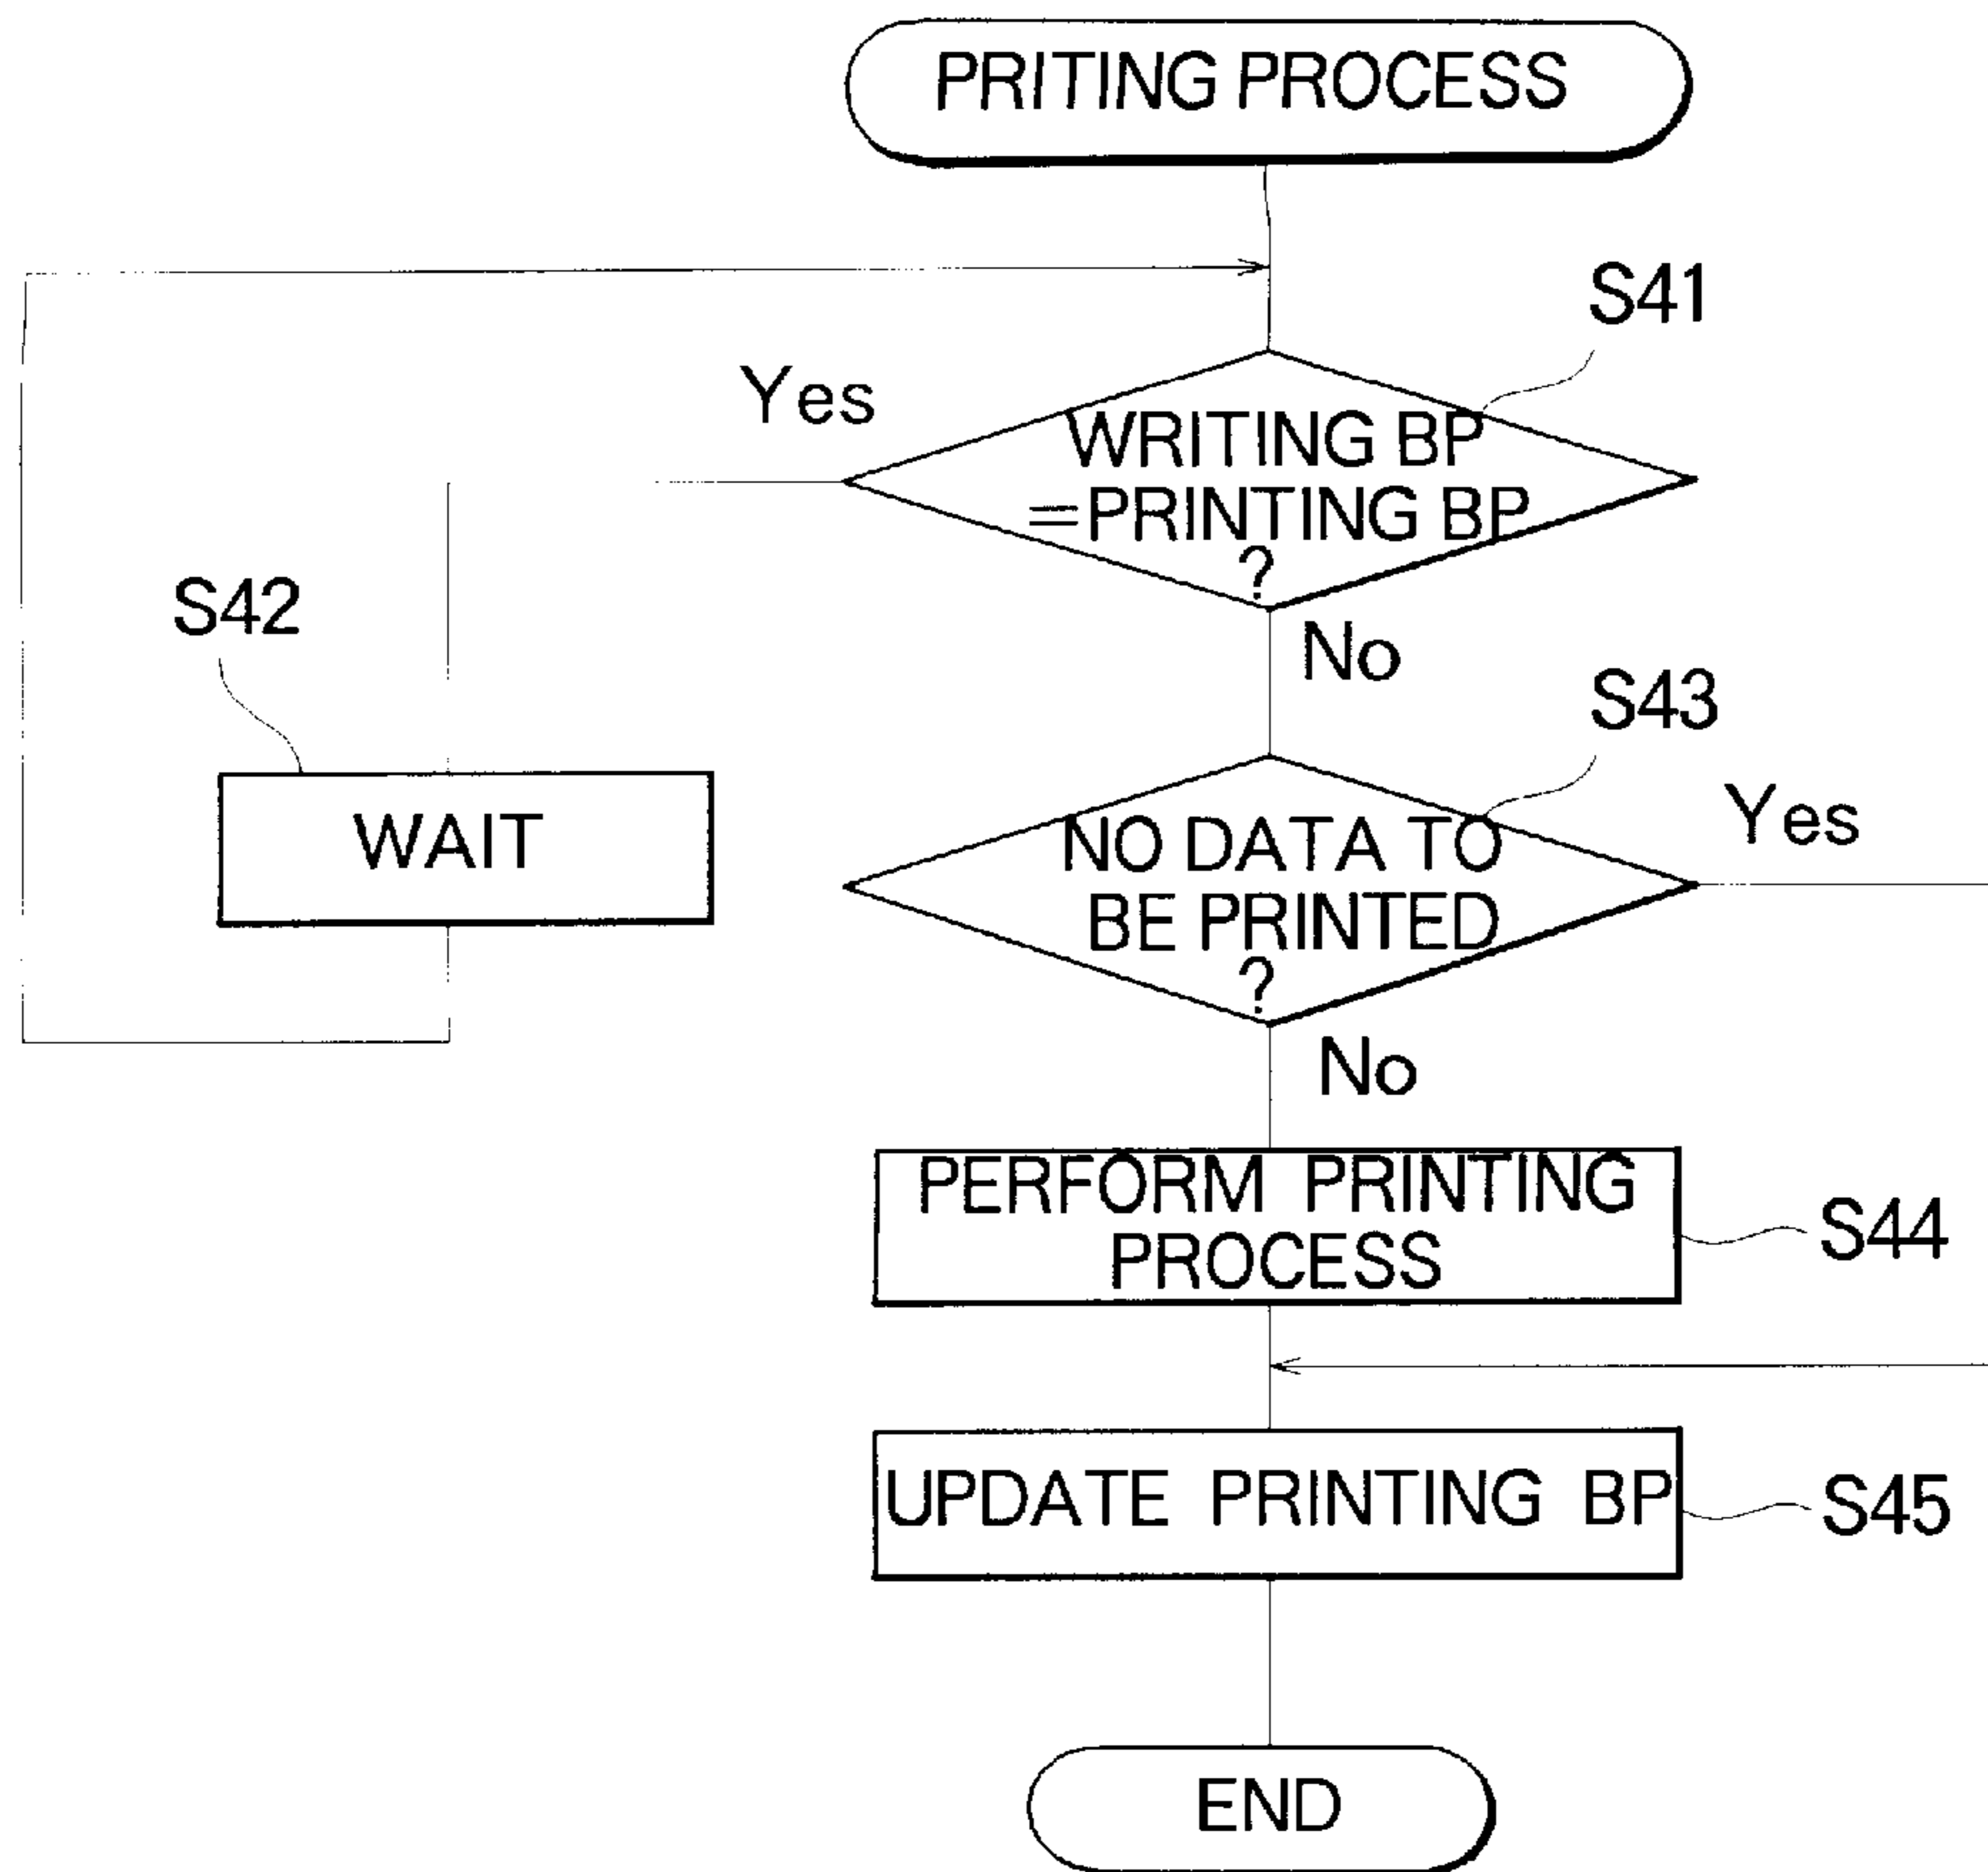 PRITING PROCESS
S41
Yes
WRITING BP
=PRINTING BP
?
S42
No
S43
WAIT
NO DATA TO
BE PRINTED
?
Yes
No
PERFORM PRINTING
PROCESS
S44
UPDATE PRINTING BP
S45
END